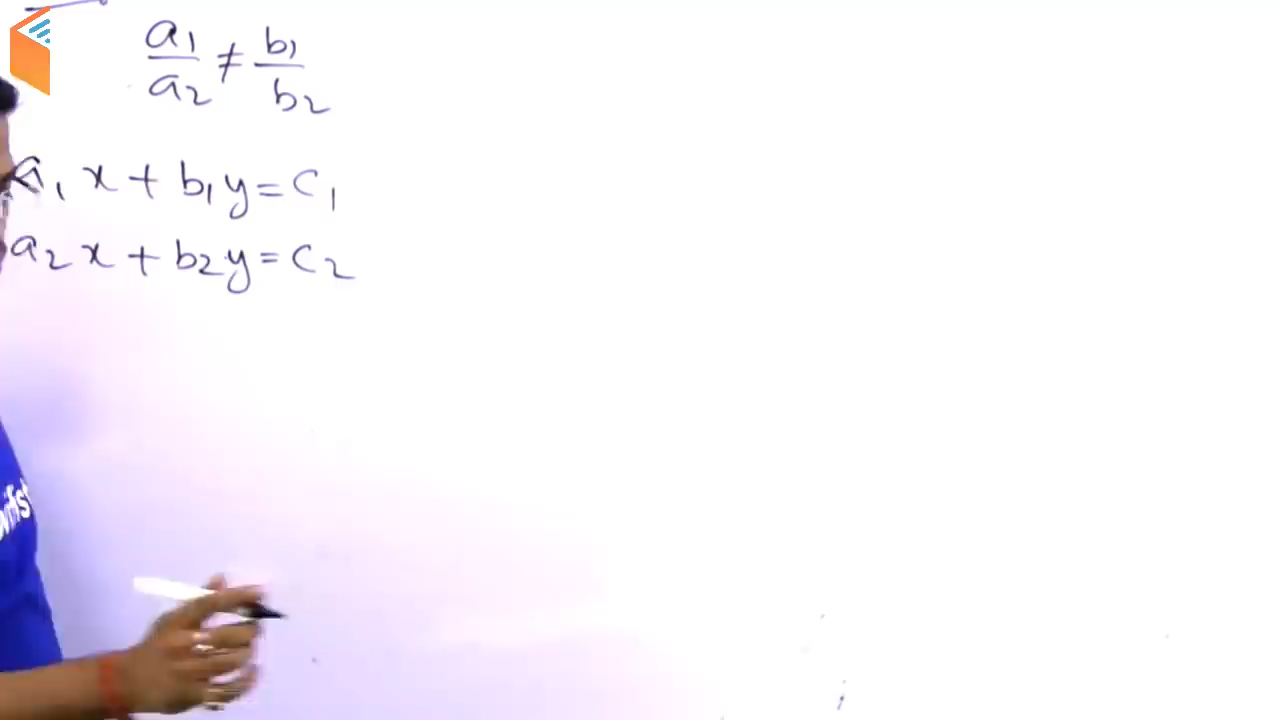 a₁/a₂ ≠ b₁/b₂
a₁x + b₁y = c₁
a₂x + b₂y = c₂